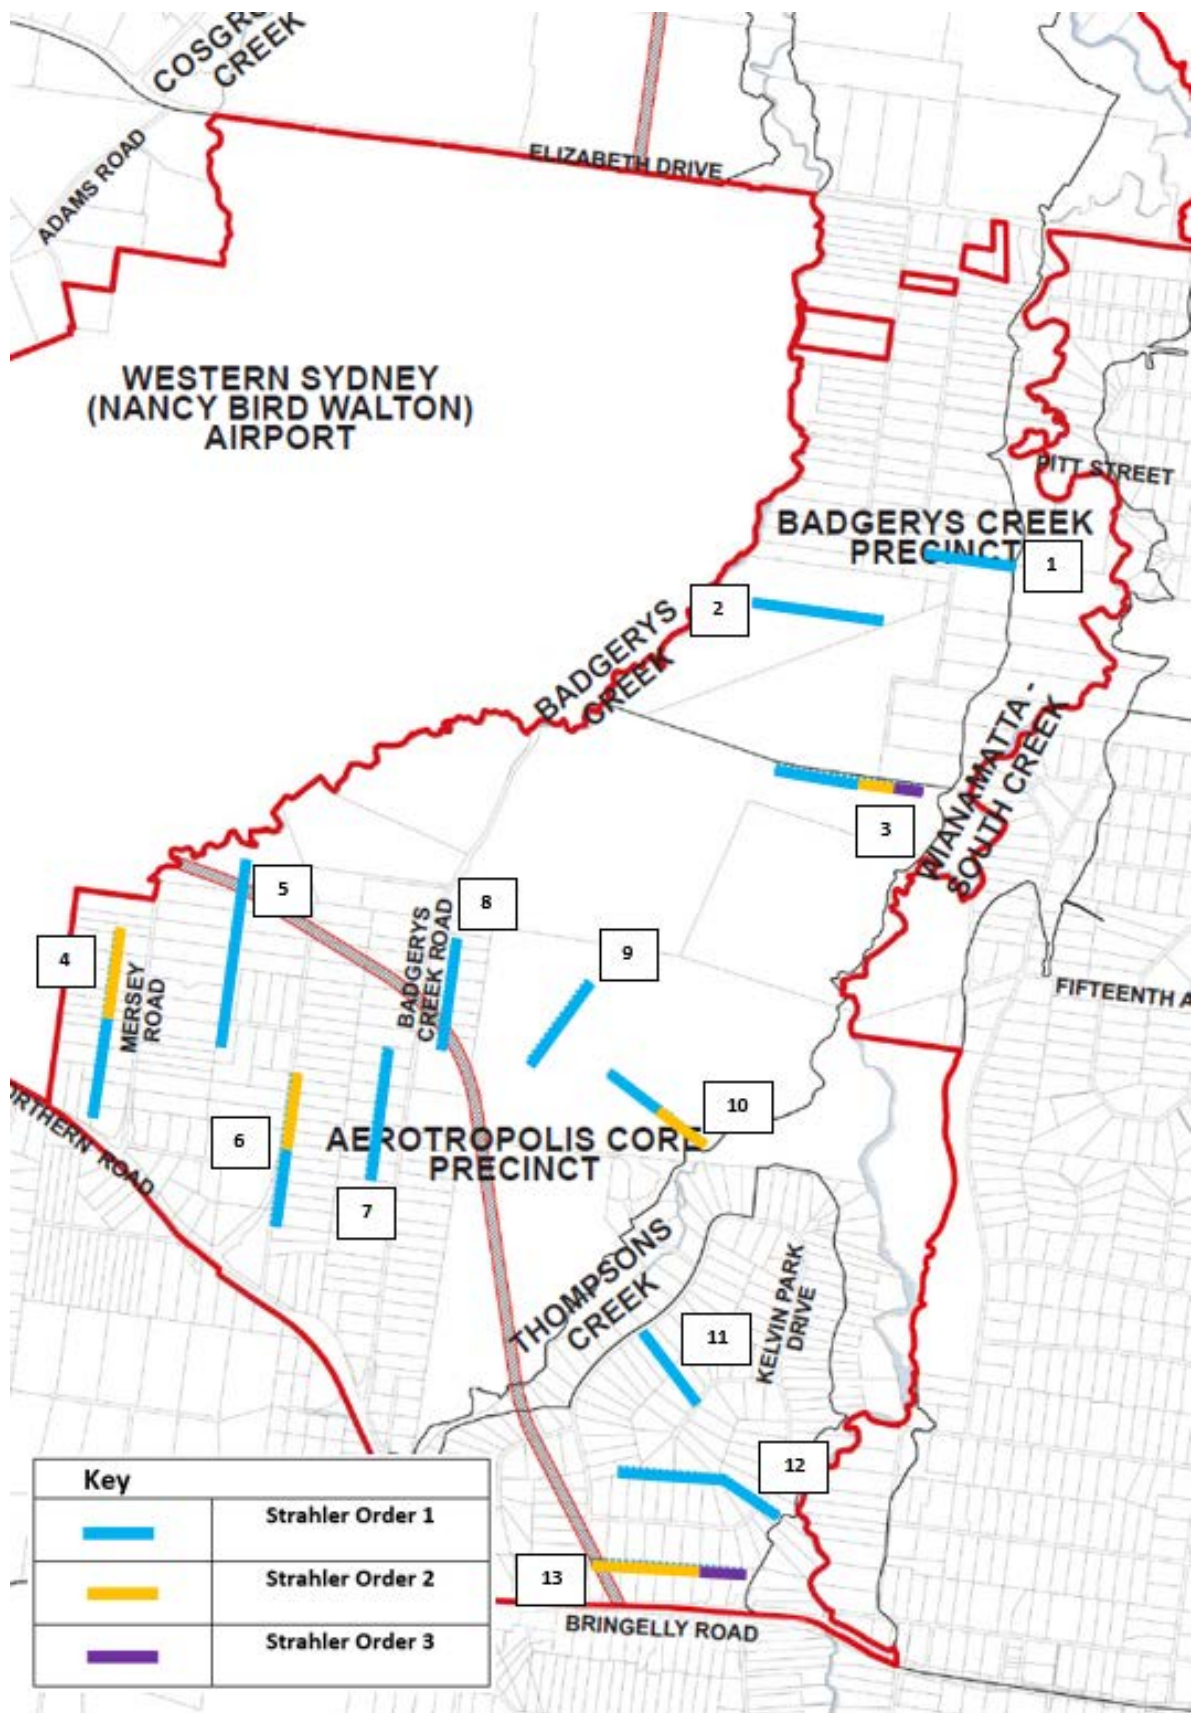 COSGRO
CREEK
ADAMS ROAD
ELIZABETH DRIVE
WESTERN SYDNEY
(NANCY BIRD WALTON)
AIRPORT
PITT STREET
BADGERYS CREEK
PRECINCT
1
2
BADGERYS
CREEK
WIANAMATTA -
SOUTH CREEK
3
5
8
4
BADGERYS
CREEK ROAD
9
MERSEY
ROAD
FIFTEENTH A
ORTHERN ROAD
10
6
AEROTROPOLIS CORE
PRECINCT
7
THOMPSONS
CREEK
KELVIN PARK
DRIVE
11
12
Key
Strahler Order 1
Strahler Order 2
Strahler Order 3
13
BRINGELLY ROAD